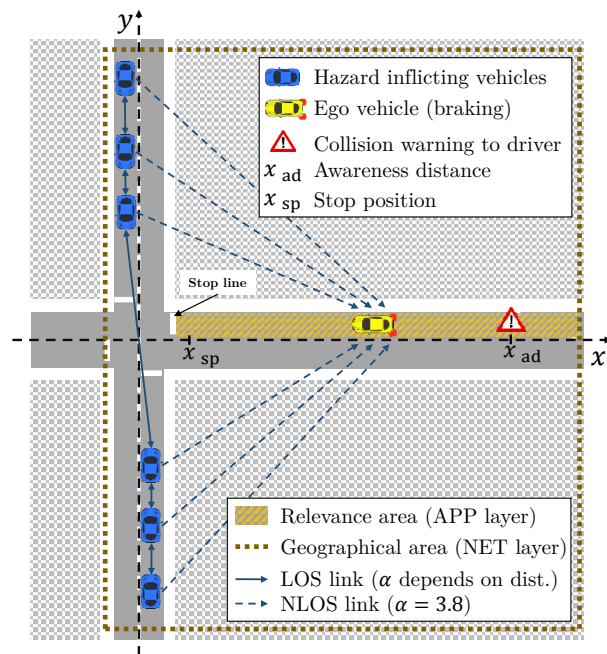 y
Hazard inflicting vehicles
Ego vehicle (braking)
Collision warning to driver
x ad Awareness distance
x sp Stop position
Stop line
x sp
x ad
x
Relevance area (APP layer)
Geographical area (NET layer)
LOS link (α depends on dist.)
NLOS link (α = 3.8)